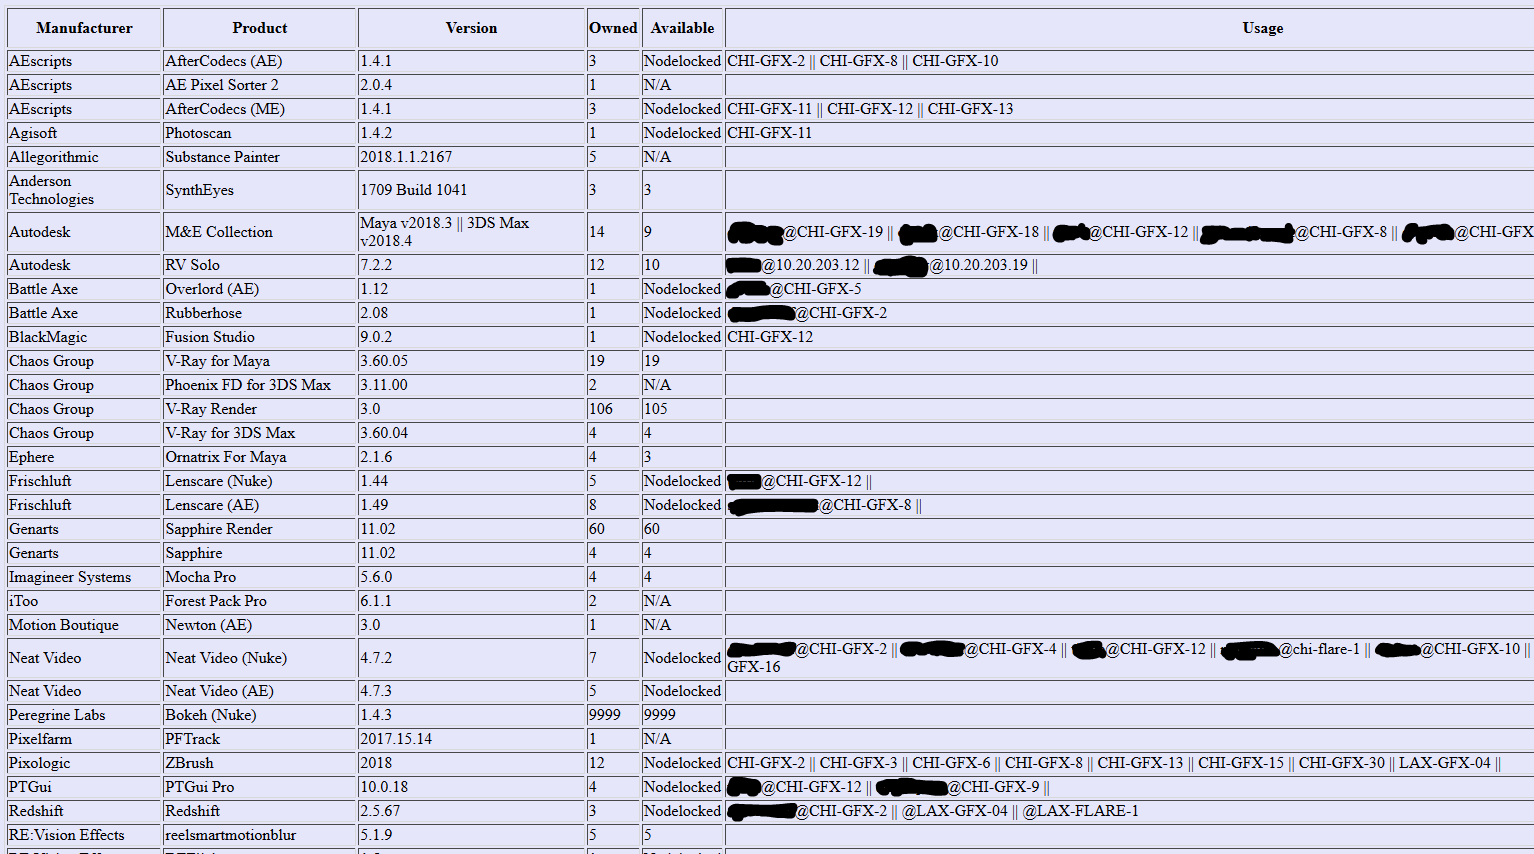 Manufacturer Product Version Owned Available Usage
AEscripts AfterCodecs (AE) 1.4.1 3 Nodelocked CHI-GFX-2 || CHI-GFX-8 || CHI-GFX-10
AEscripts AE Pixel Sorter 2 2.0.4 1 N/A
AEscripts AfterCodecs (ME) 1.4.1 3 Nodelocked CHI-GFX-11 || CHI-GFX-12 || CHI-GFX-13
Agisoft Photoscan 1.4.2 1 Nodelocked CHI-GFX-11
Allegorithmic Substance Painter 2018.1.1.2167 5 N/A
Anderson
Technologies SynthEyes 1709 Build 1041 3 3
Autodesk M&E Collection Maya v2018.3 || 3DS Max
v2018.4 14 9 @CHI-GFX-19 || @CHI-GFX-18 || @CHI-GFX-12 || @CHI-GFX-8 || @CHI-GFX
Autodesk RV Solo 7.2.2 12 10 @10.20.203.12 || @10.20.203.19 ||
Battle Axe Overlord (AE) 1.12 1 Nodelocked @CHI-GFX-5
Battle Axe Rubberhose 2.08 1 Nodelocked @CHI-GFX-2
BlackMagic Fusion Studio 9.0.2 1 Nodelocked CHI-GFX-12
Chaos Group V-Ray for Maya 3.60.05 19 19
Chaos Group Phoenix FD for 3DS Max 3.11.00 2 N/A
Chaos Group V-Ray Render 3.0 106 105
Chaos Group V-Ray for 3DS Max 3.60.04 4 4
Ephere Ornatrix For Maya 2.1.6 4 3
Frischluft Lenscare (Nuke) 1.44 5 Nodelocked @CHI-GFX-12 ||
Frischluft Lenscare (AE) 1.49 8 Nodelocked @CHI-GFX-8 ||
Genarts Sapphire Render 11.02 60 60
Genarts Sapphire 11.02 4 4
Imagineer Systems Mocha Pro 5.6.0 4 4
iToo Forest Pack Pro 6.1.1 2 N/A
Motion Boutique Newton (AE) 3.0 1 N/A
Neat Video Neat Video (Nuke) 4.7.2 7 Nodelocked @CHI-GFX-2 || @CHI-GFX-4 || @CHI-GFX-12 || @chi-flare-1 || @CHI-GFX-10 ||
GFX-16
Neat Video Neat Video (AE) 4.7.3 5 Nodelocked
Peregrine Labs Bokeh (Nuke) 1.4.3 9999 9999
Pixelfarm PFTrack 2017.15.14 1 N/A
Pixologic ZBrush 2018 12 Nodelocked CHI-GFX-2 || CHI-GFX-3 || CHI-GFX-6 || CHI-GFX-8 || CHI-GFX-13 || CHI-GFX-15 || CHI-GFX-30 || LAX-GFX-04 ||
PTGui PTGui Pro 10.0.18 4 Nodelocked @CHI-GFX-12 || @CHI-GFX-9 ||
Redshift Redshift 2.5.67 3 Nodelocked @CHI-GFX-2 || @LAX-GFX-04 || @LAX-FLARE-1
RE:Vision Effects reelsmartmotionblur 5.1.9 5 5